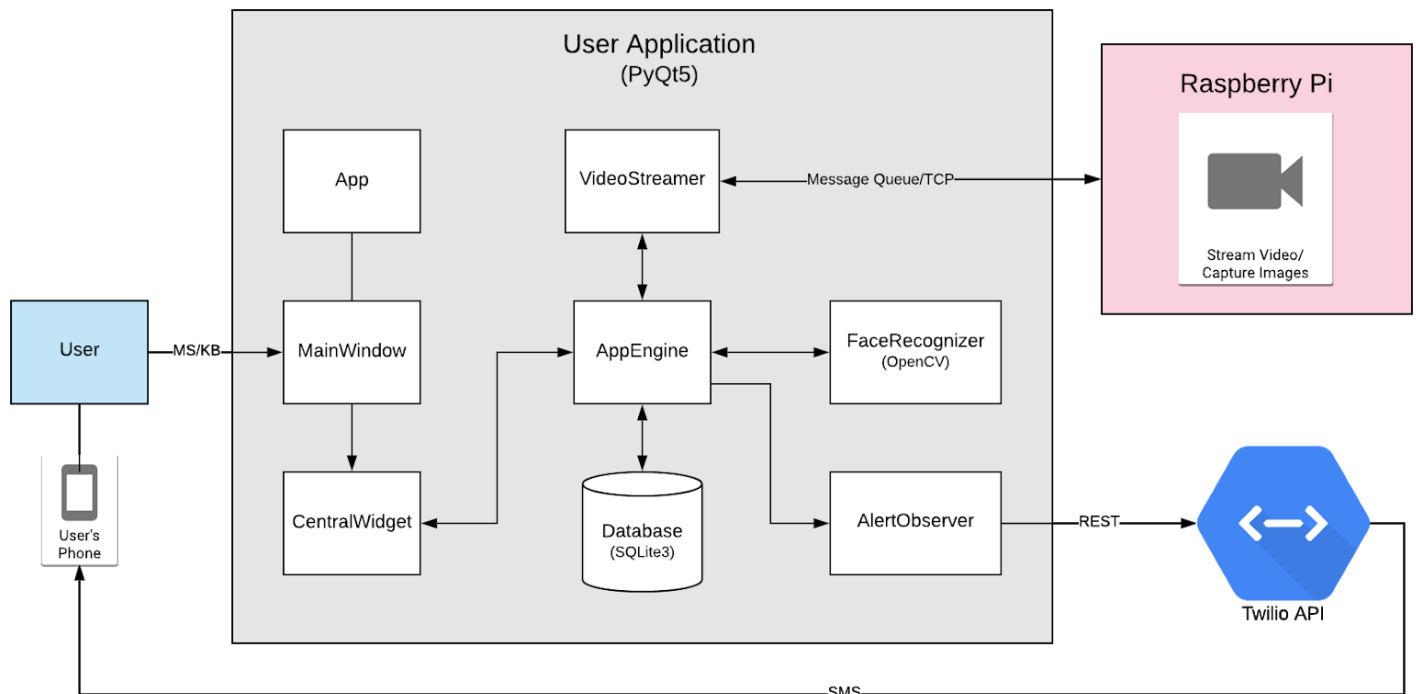 User Application
(PyQt5)
Raspberry Pi
App
VideoStreamer
Message Queue/TCP
Stream Video/
Capture Images
User
MS/KB
MainWindow
AppEngine
FaceRecognizer
(OpenCV)
User's
Phone
CentralWidget
Database
(SQLite3)
AlertObserver
REST
Twilio API
SMS